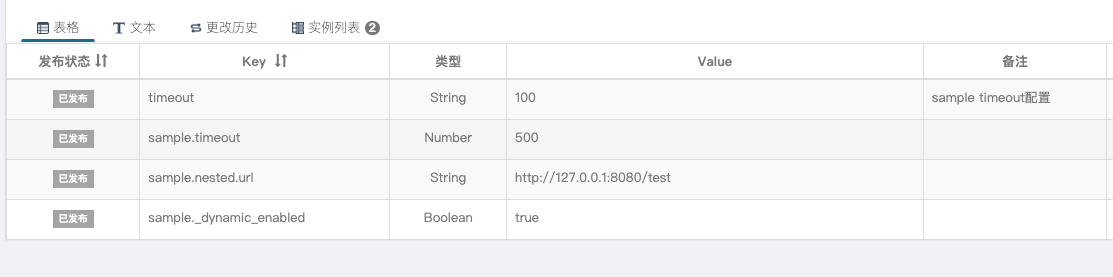 表格 文本 更改历史 实例列表 2
发布状态 Key 类型 Value 备注
已发布 timeout String 100 sample timeout配置
已发布 sample.timeout Number 500
已发布 sample.nested.url String http://127.0.0.1:8080/test
已发布 sample._dynamic_enabled Boolean true